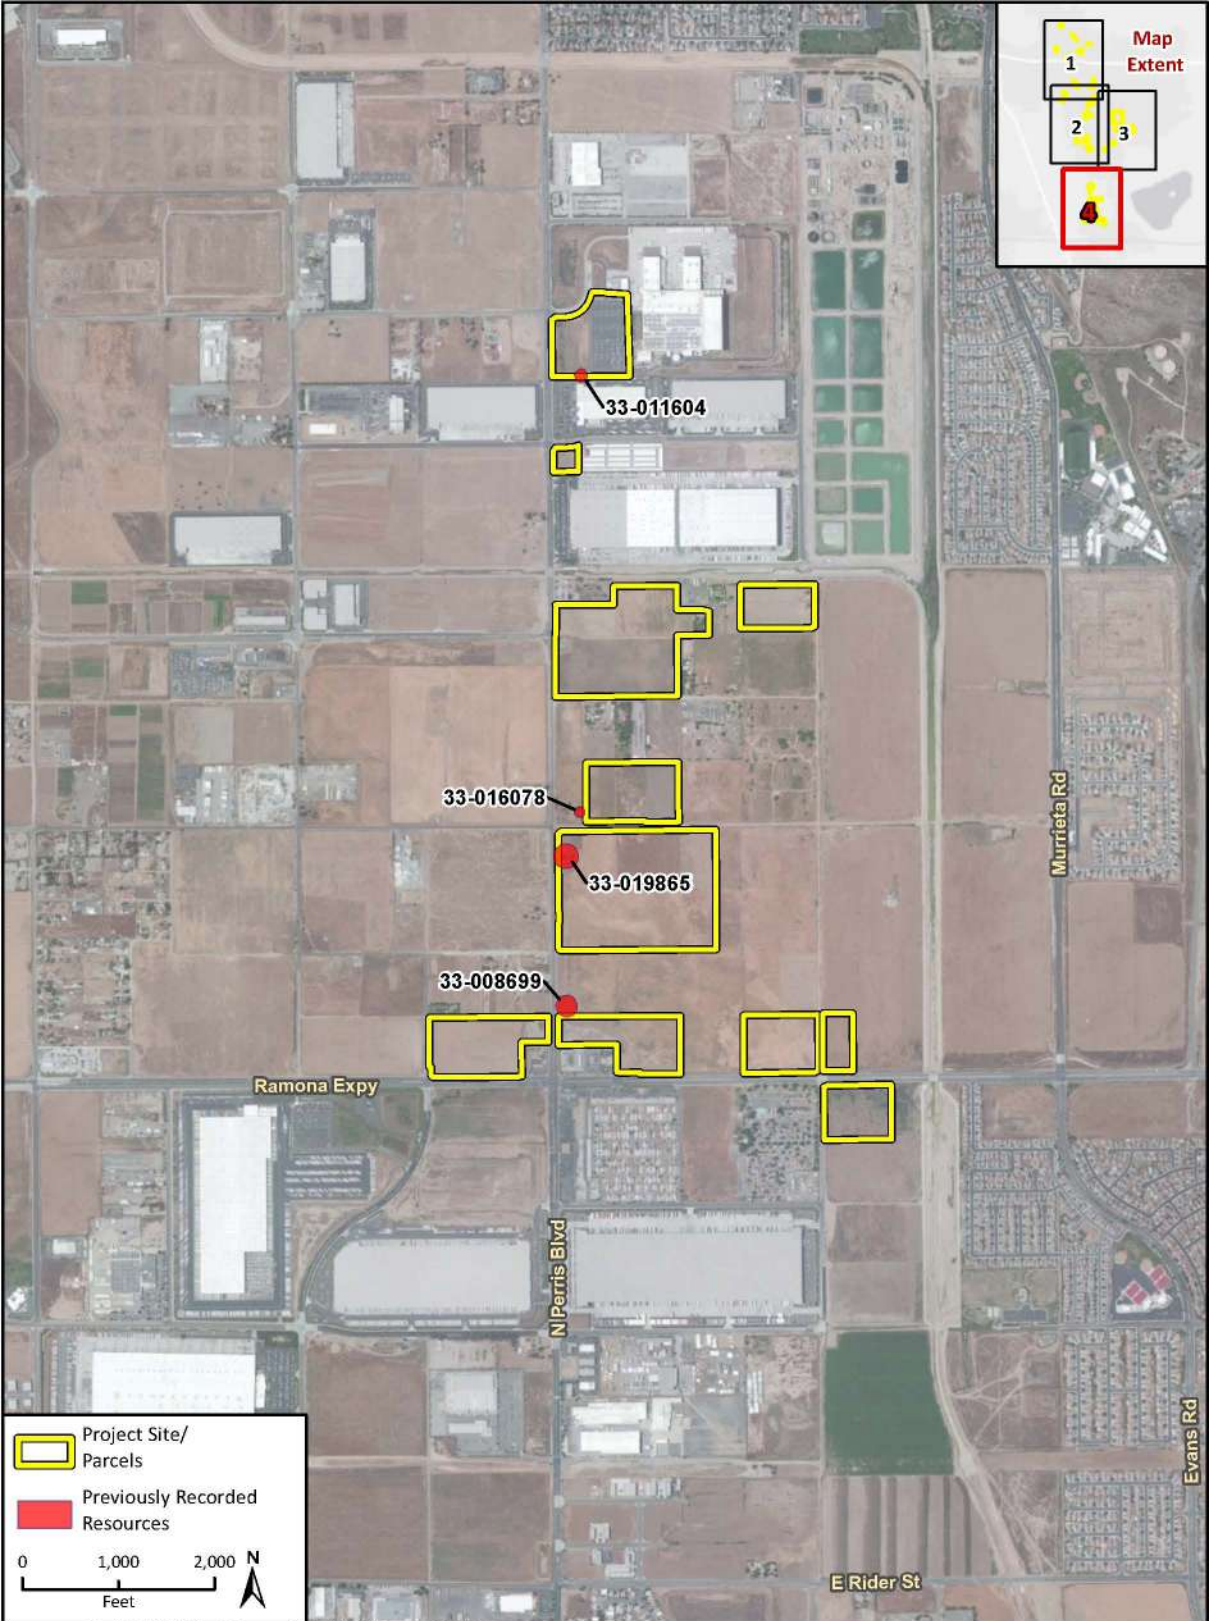 Map
Extent
1
2
3
4
33-011604
33-016078
33-019865
33-008699
Murrieta Rd
Ramona Expy
N Perris Blvd
Evans Rd
E Rider St
Project Site/
Parcels
Previously Recorded
Resources
0 1,000 2,000 N
Feet